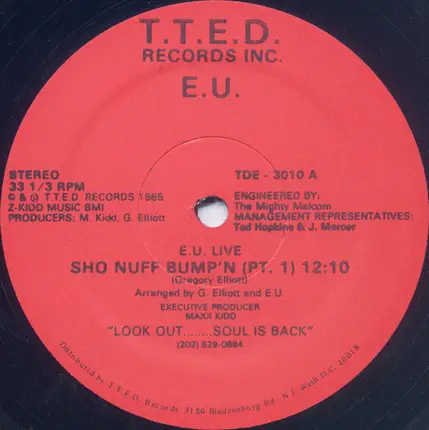 T.T.E.D.
RECORDS INC.
E.U.
STEREO
33 1/3 RPM
© & ℗ T.T.E.D. RECORDS 1985
Z-KIDD MUSIC BMI
PRODUCERS: M. Kidd, G. Elliott
TDE - 3010 A
ENGINEERED BY:
The Mighty Malcom
MANAGEMENT REPRESENTATIVES:
Ted Hopkins & J. Mercer
E.U. LIVE
SHO NUFF BUMP'N (PT. 1) 12:10
(Gregory Elliott)
Arranged by G. Elliott and E.U.
EXECUTIVE PRODUCER
MAXX KIDD
"LOOK OUT........SOUL IS BACK"
(202) 529-0884
Distributed by T.T.E.D. Records 2180 Bladensburg Rd. N.E. Wash D.C. 20018